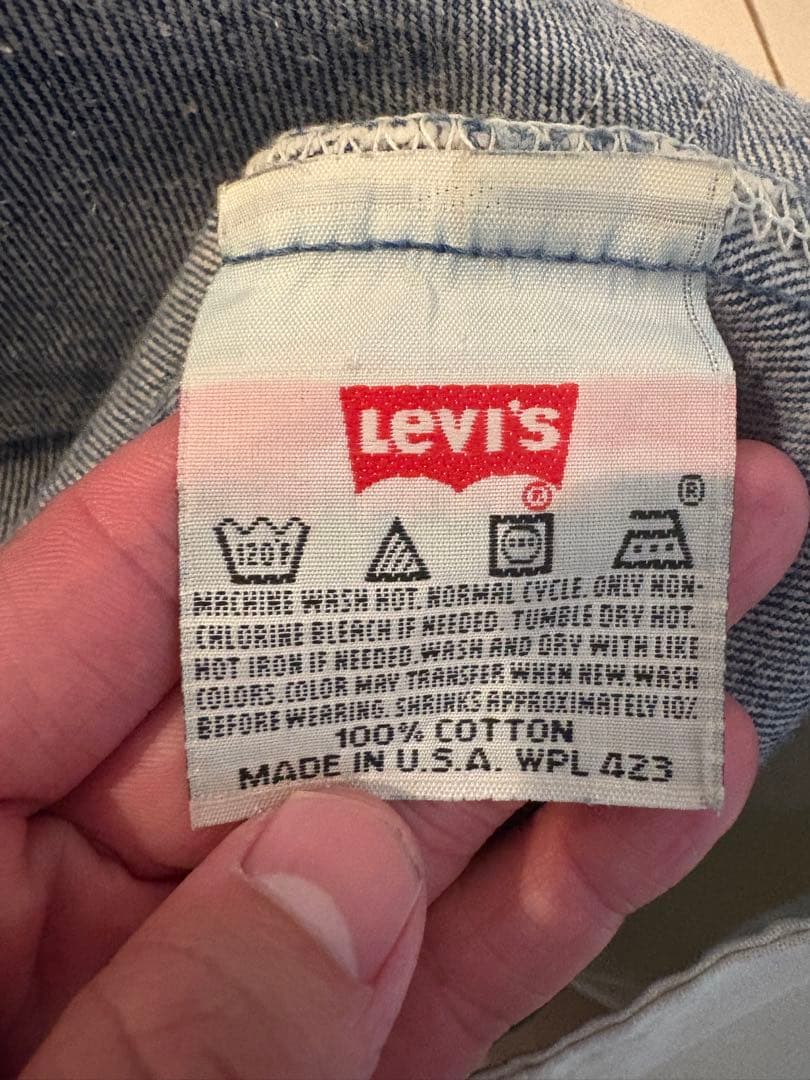 LEVI'S
®
®
120°F
MACHINE WASH HOT. NORMAL CYCLE. ONLY NON-
CHLORINE BLEACH IF NEEDED. TUMBLE DRY HOT.
HOT IRON IF NEEDED. WASH AND DRY WITH LIKE
COLORS. COLOR MAY TRANSFER WHEN NEW. WASH
BEFORE WEARING. SHRINKS APPROXIMATELY 10%
100% COTTON
MADE IN U.S.A. WPL 423